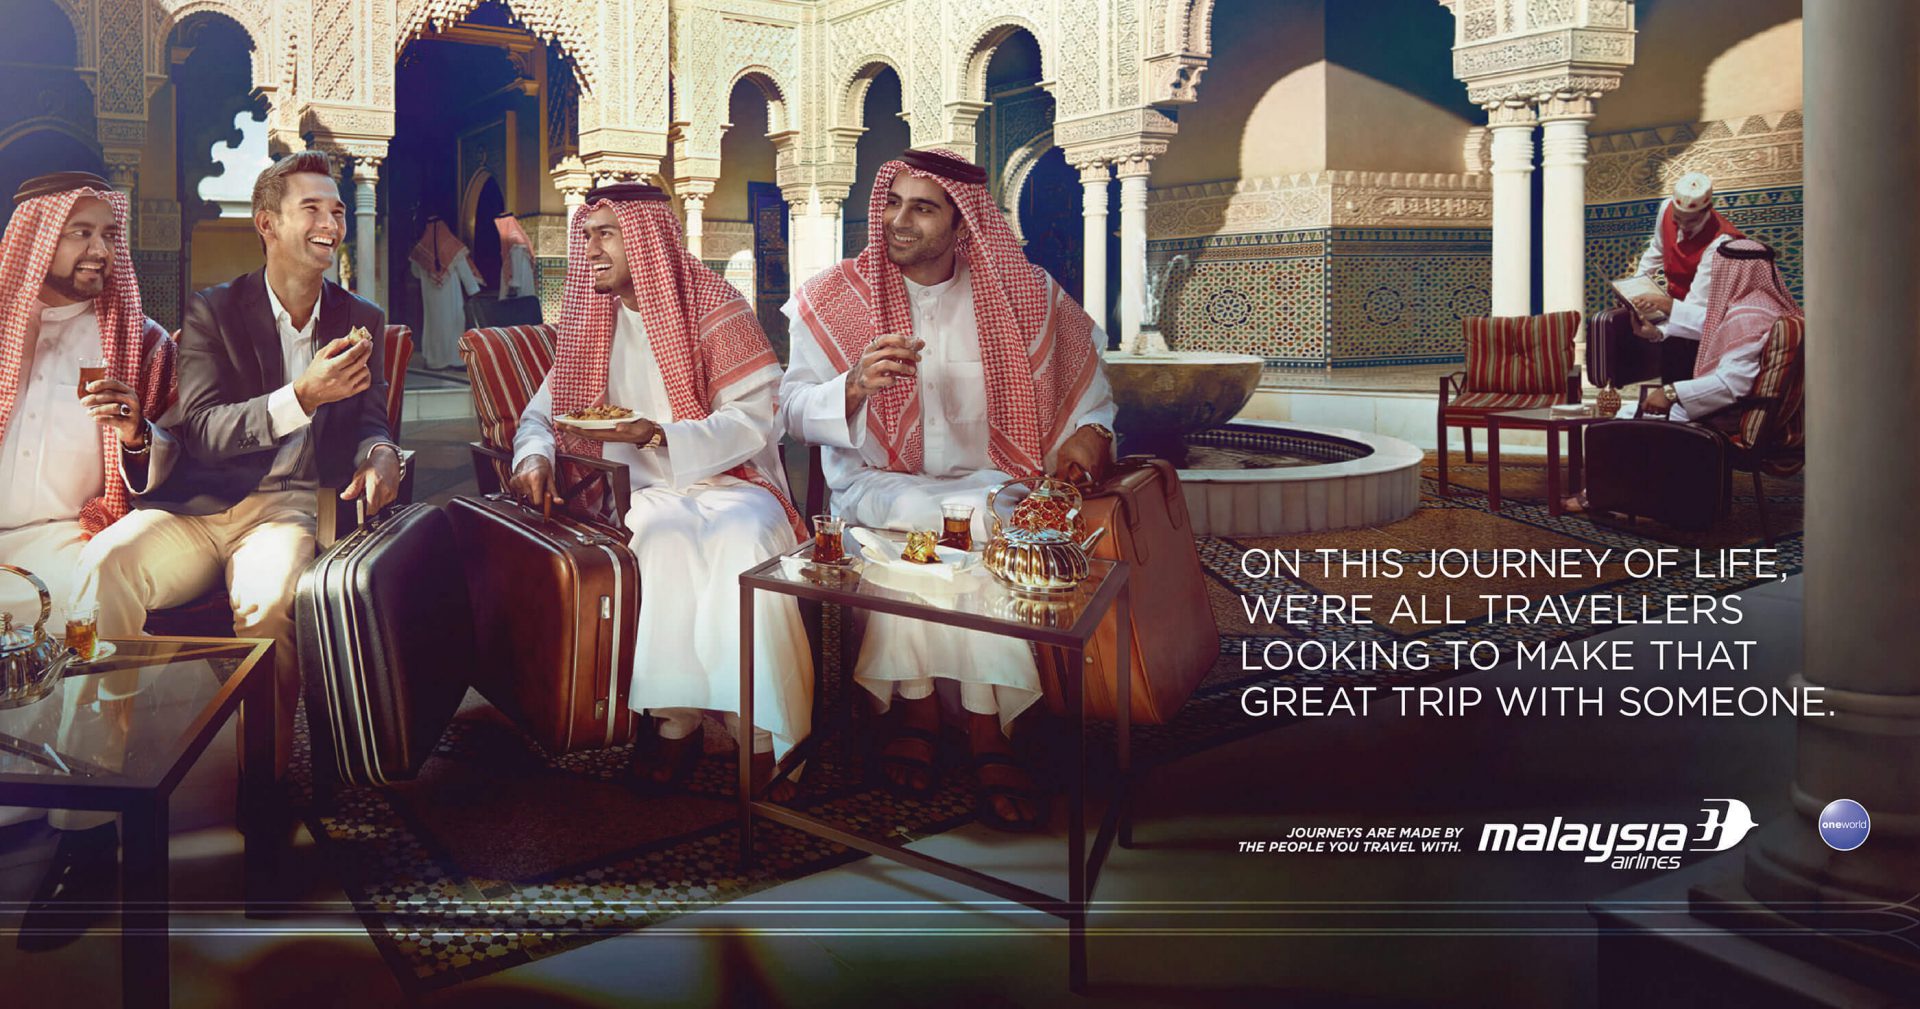 ON THIS JOURNEY OF LIFE,
WE'RE ALL TRAVELLERS
LOOKING TO MAKE THAT
GREAT TRIP WITH SOMEONE.
JOURNEYS ARE MADE BY
THE PEOPLE YOU TRAVEL WITH.
malaysia
airlines
oneworld